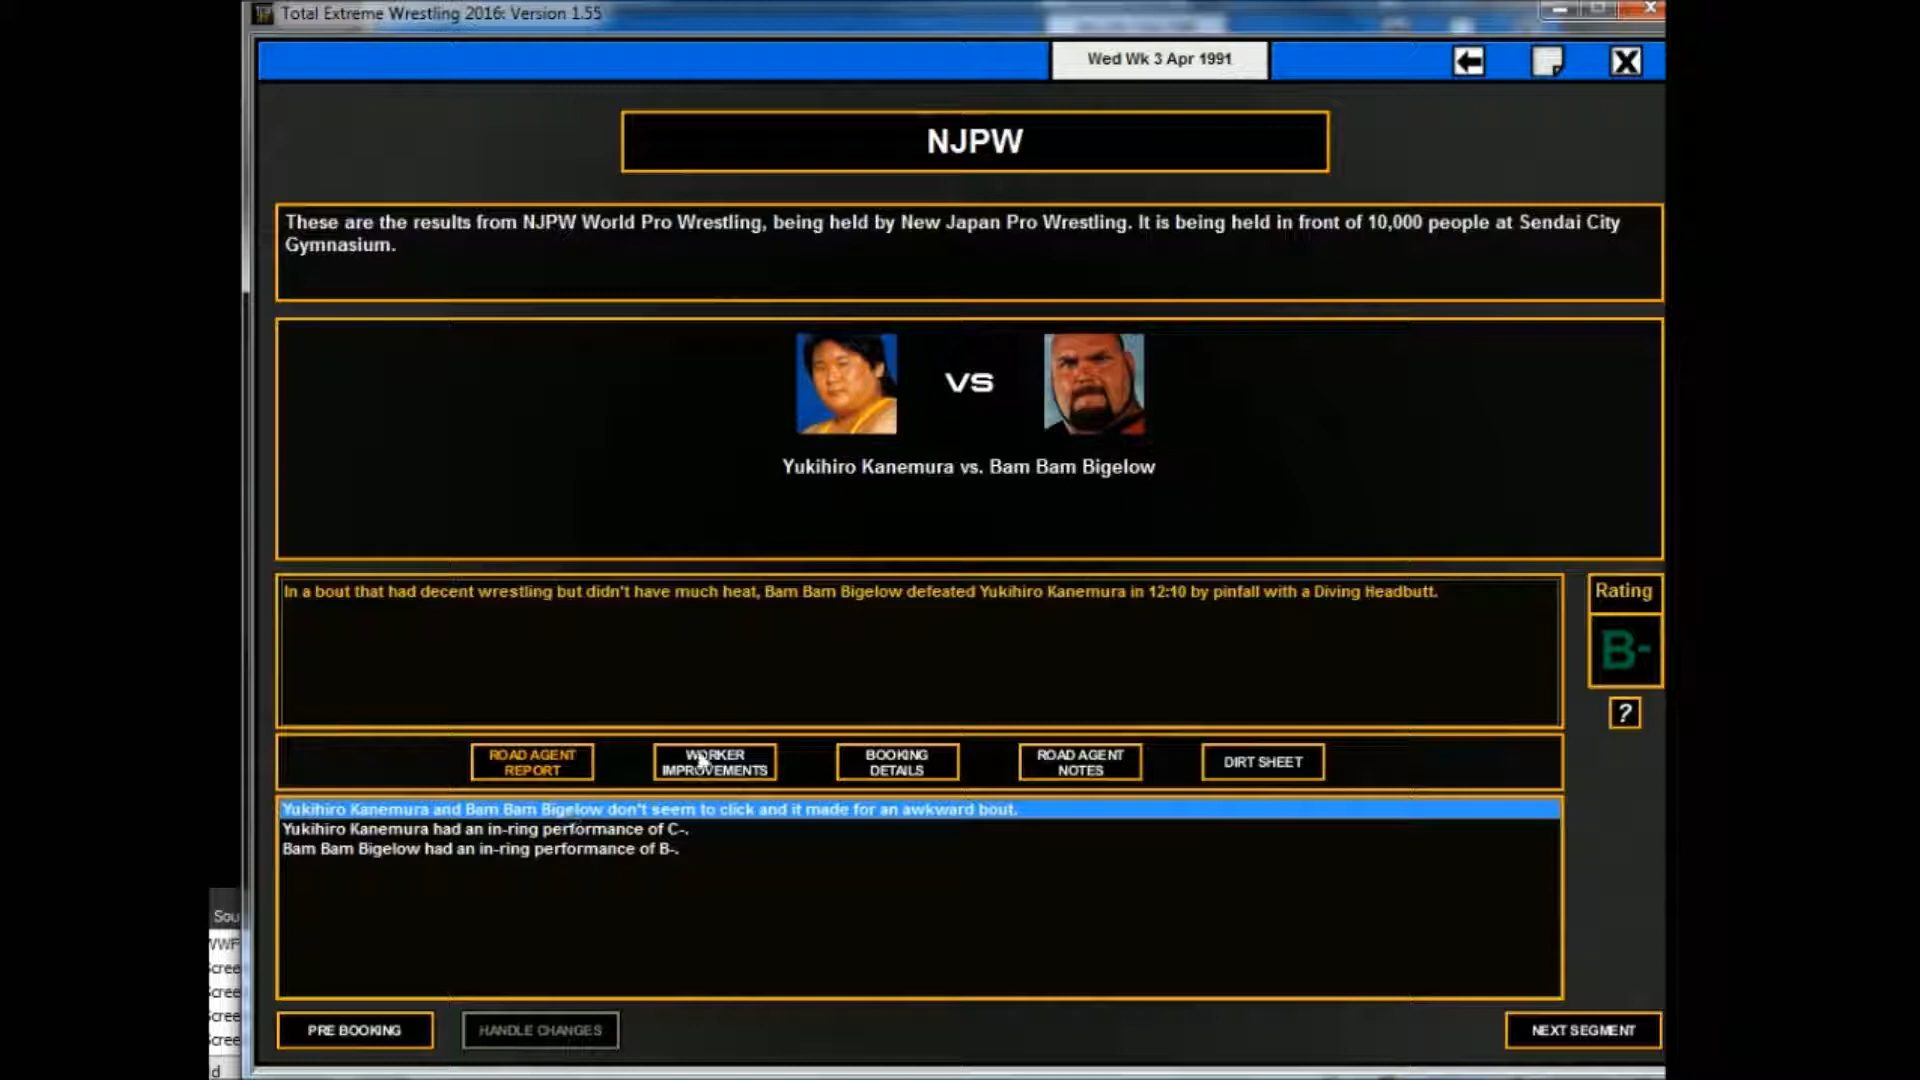 Total Extreme Wrestling 2016: Version 1.55
Wed Wk 3 Apr 1991
NJPW
These are the results from NJPW World Pro Wrestling, being held by New Japan Pro Wrestling. It is being held in front of 10,000 people at Sendai City
Gymnasium.
VS
Yukihiro Kanemura vs. Bam Bam Bigelow
In a bout that had decent wrestling but didn't have much heat, Bam Bam Bigelow defeated Yukihiro Kanemura in 12:10 by pinfall with a Diving Headbutt.
Rating
B-
?
ROAD AGENT
REPORT
WORKER
IMPROVEMENTS
BOOKING
DETAILS
ROAD AGENT
NOTES
DIRT SHEET
Yukihiro Kanemura and Bam Bam Bigelow don't seem to click and it made for an awkward bout.
Yukihiro Kanemura had an in-ring performance of C-.
Bam Bam Bigelow had an in-ring performance of B-.
Sou
WWF
Scree
Scree
Scree
Scree
d
PRE BOOKING
HANDLE CHANGES
NEXT SEGMENT